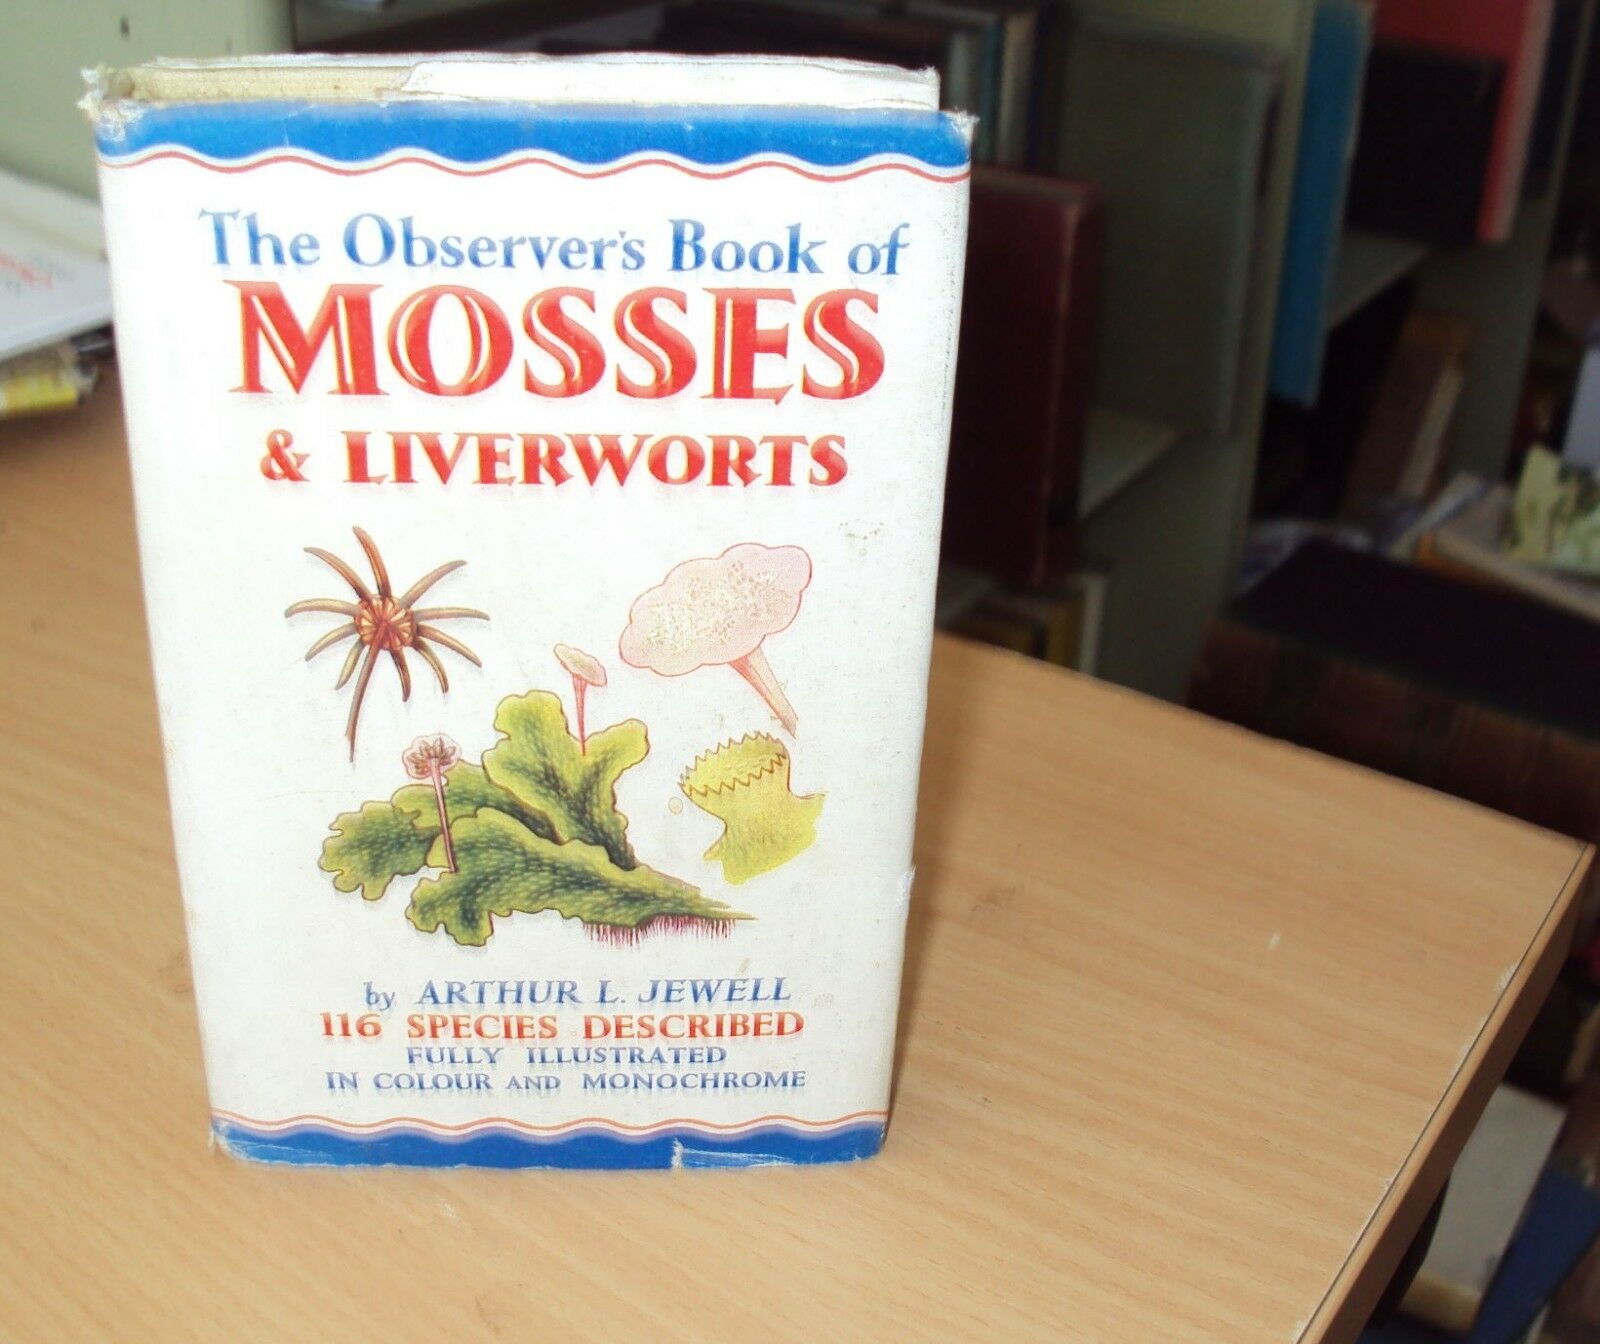 The Observer's Book of
MOSSES
& LIVERWORTS
by ARTHUR L. JEWELL
116 SPECIES DESCRIBED
FULLY ILLUSTRATED
IN COLOUR AND MONOCHROME